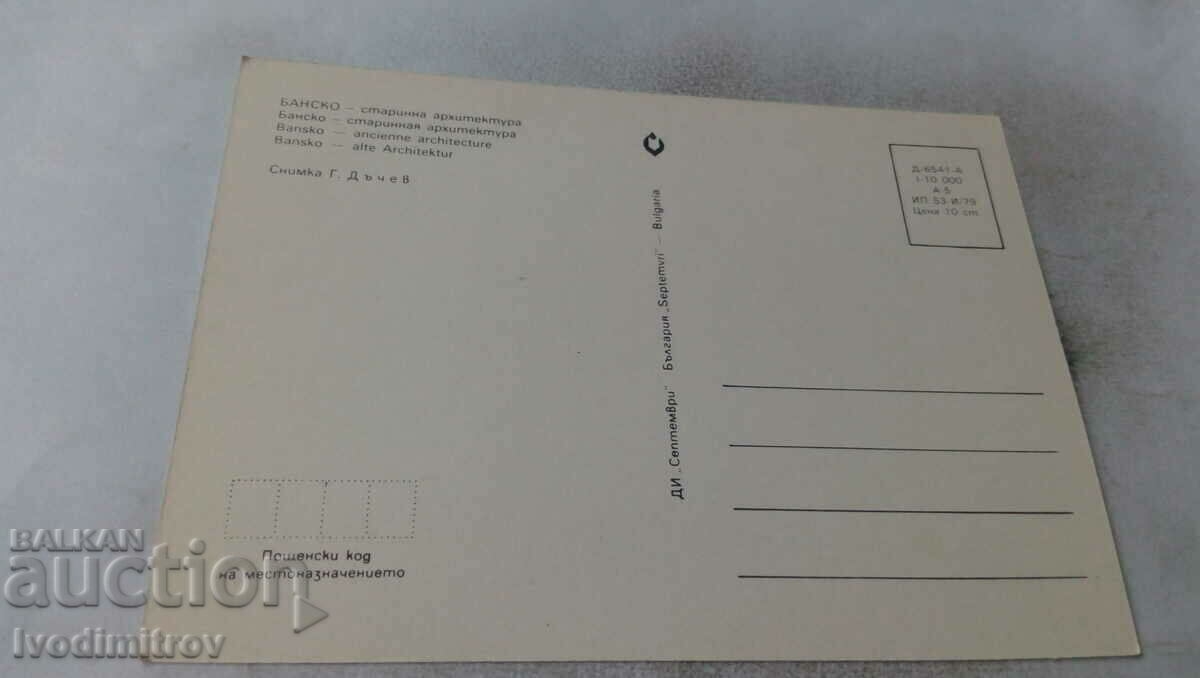 БАНСКО – старинна архитектура
Банско – старинная архитектура
Bansko — ancienne architecture
Bansko — alte Architektur
Снимка Г. Дъчев
Д-6541-А
I-10 000
А-5
ИП 53-И/79
Цена 10 ст.
ДИ „Септември" България „Septemvri" — Bulgaria
Пощенски код
на местоназначението
BALKAN
auction
Ivodimitrov